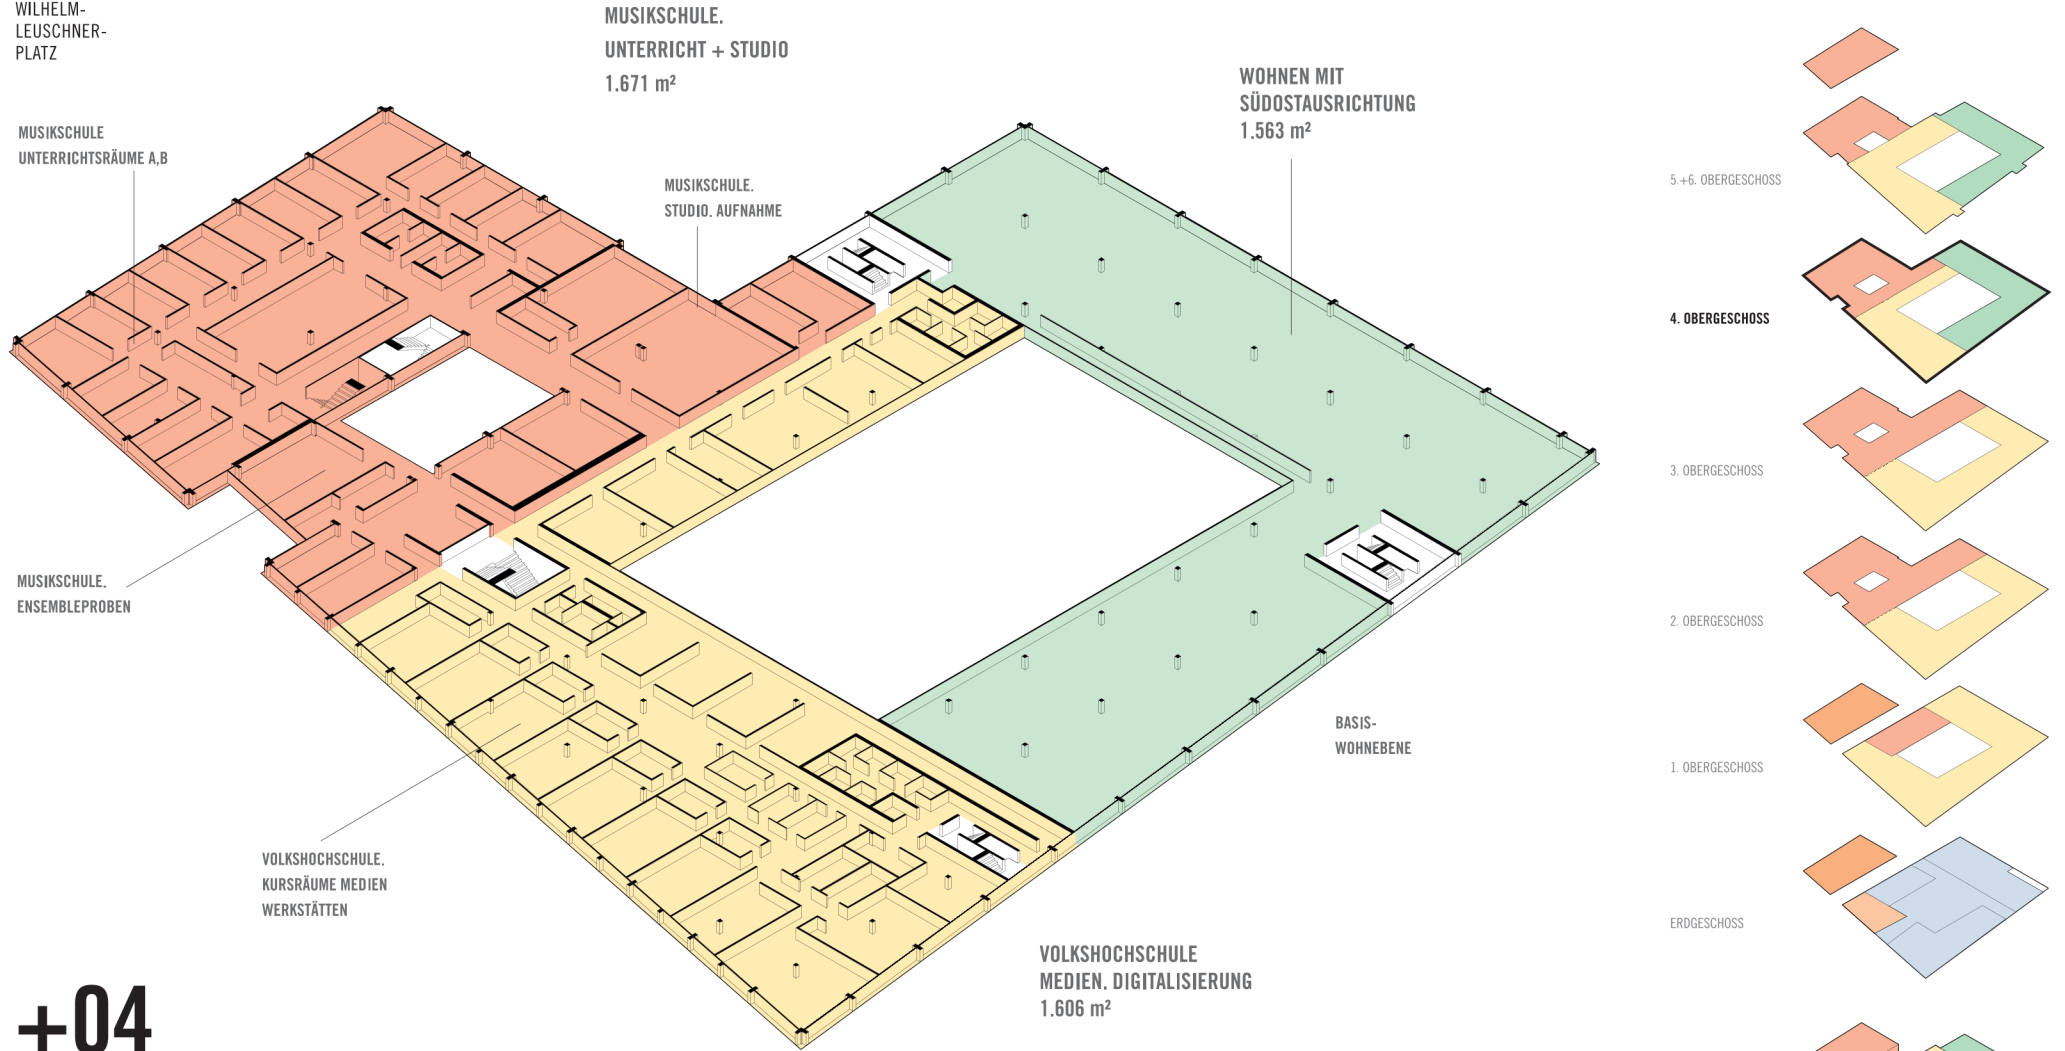 WILHELM-
LEUSCHNER-
PLATZ
MUSIKSCHULE.
UNTERRICHT + STUDIO
1.671 m²
WOHNEN MIT
SÜDOSTAUSRICHTUNG
1.563 m²
MUSIKSCHULE
UNTERRICHTSRÄUME A,B
MUSIKSCHULE.
STUDIO. AUFNAHME
MUSIKSCHULE.
ENSEMBLEPROBEN
BASIS-
WOHNEBENE
VOLKSHOCHSCHULE.
KURSRÄUME MEDIEN
WERKSTÄTTEN
VOLKSHOCHSCHULE
MEDIEN. DIGITALISIERUNG
1.606 m²
+04
5.+6. OBERGESCHOSS
4. OBERGESCHOSS
3. OBERGESCHOSS
2. OBERGESCHOSS
1. OBERGESCHOSS
ERDGESCHOSS